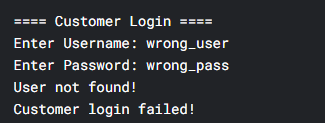 ==== Customer Login ====
Enter Username: wrong_user
Enter Password: wrong_pass
User not found!
Customer login failed!